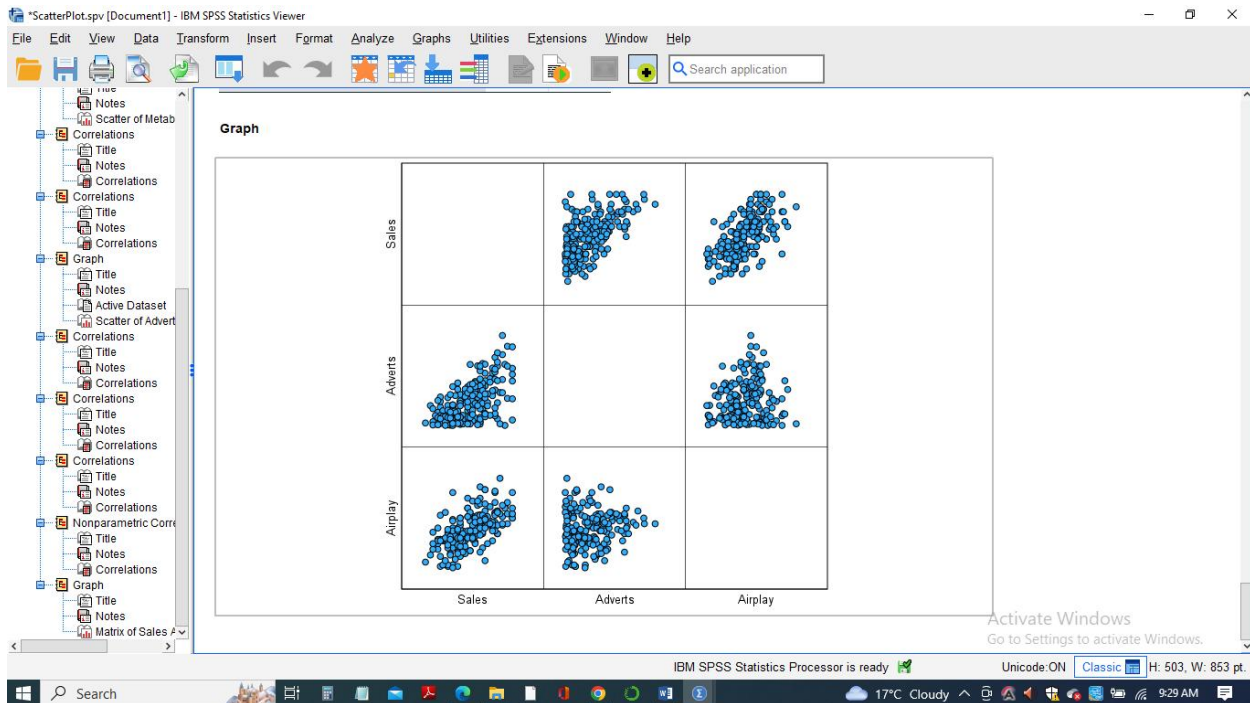 *ScatterPlot.spv [Document1] - IBM SPSS Statistics Viewer
File Edit View Data Transform Insert Format Analyze Graphs Utilities Extensions Window Help
Search application
Title
Notes
Scatter of Metab
Correlations
Title
Notes
Correlations
Correlations
Title
Notes
Correlations
Graph
Title
Notes
Active Dataset
Scatter of Advert
Correlations
Title
Notes
Correlations
Correlations
Title
Notes
Correlations
Correlations
Title
Notes
Correlations
Nonparametric Corre
Title
Notes
Correlations
Graph
Title
Notes
Matrix of Sales A
Graph
Sales
Adverts
Airplay
Sales Adverts Airplay
Activate Windows
Go to Settings to activate Windows.
IBM SPSS Statistics Processor is ready Unicode:ON Classic H: 503, W: 853 pt.
Search 17°C Cloudy 9:29 AM